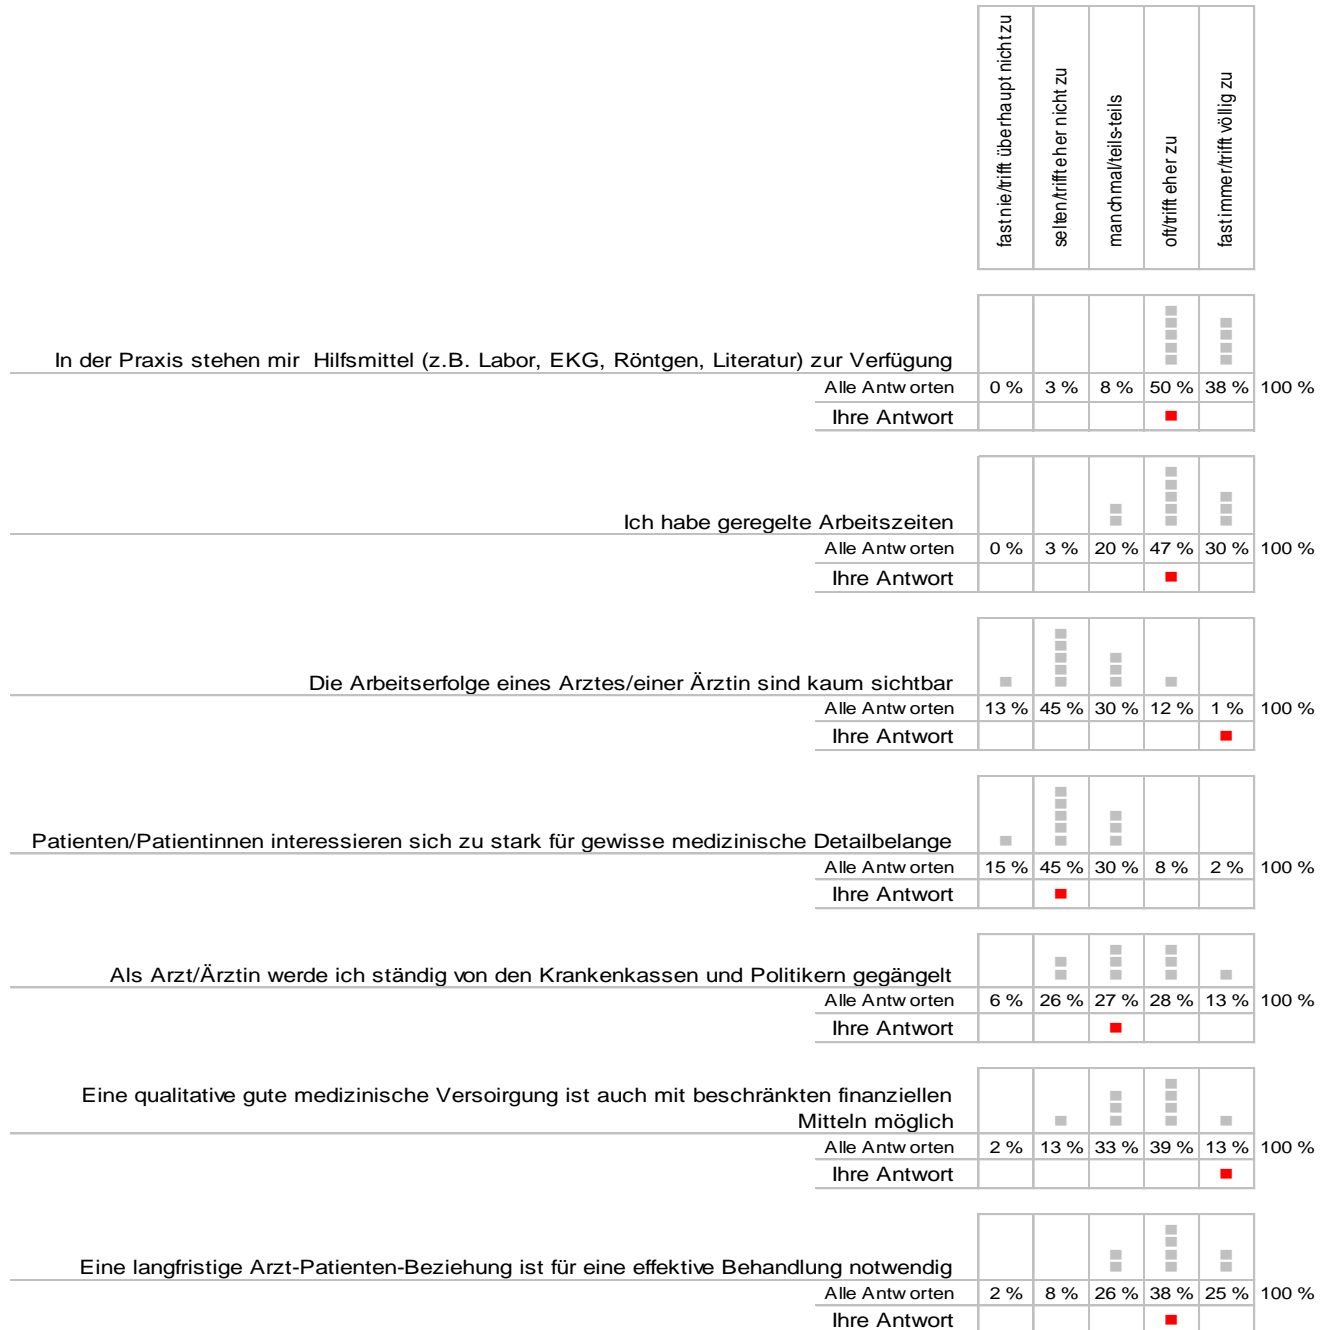 fast nie/trifft überhaupt nicht zu
selten/trifft eher nicht zu
manchmal/teils-teils
oft/trifft eher zu
fast immer/trifft völlig zu
In der Praxis stehen mir Hilfsmittel (z.B. Labor, EKG, Röntgen, Literatur) zur Verfügung
Alle Antworten 0 % 3 % 8 % 50 % 38 % 100 %
Ihre Antwort
Ich habe geregelte Arbeitszeiten
Alle Antworten 0 % 3 % 20 % 47 % 30 % 100 %
Ihre Antwort
Die Arbeitserfolge eines Arztes/einer Ärztin sind kaum sichtbar
Alle Antworten 13 % 45 % 30 % 12 % 1 % 100 %
Ihre Antwort
Patienten/Patientinnen interessieren sich zu stark für gewisse medizinische Detailbelange
Alle Antworten 15 % 45 % 30 % 8 % 2 % 100 %
Ihre Antwort
Als Arzt/Ärztin werde ich ständig von den Krankenkassen und Politikern gegängelt
Alle Antworten 6 % 26 % 27 % 28 % 13 % 100 %
Ihre Antwort
Eine qualitative gute medizinische Versoirgung ist auch mit beschränkten finanziellen
Mitteln möglich
Alle Antworten 2 % 13 % 33 % 39 % 13 % 100 %
Ihre Antwort
Eine langfristige Arzt-Patienten-Beziehung ist für eine effektive Behandlung notwendig
Alle Antworten 2 % 8 % 26 % 38 % 25 % 100 %
Ihre Antwort